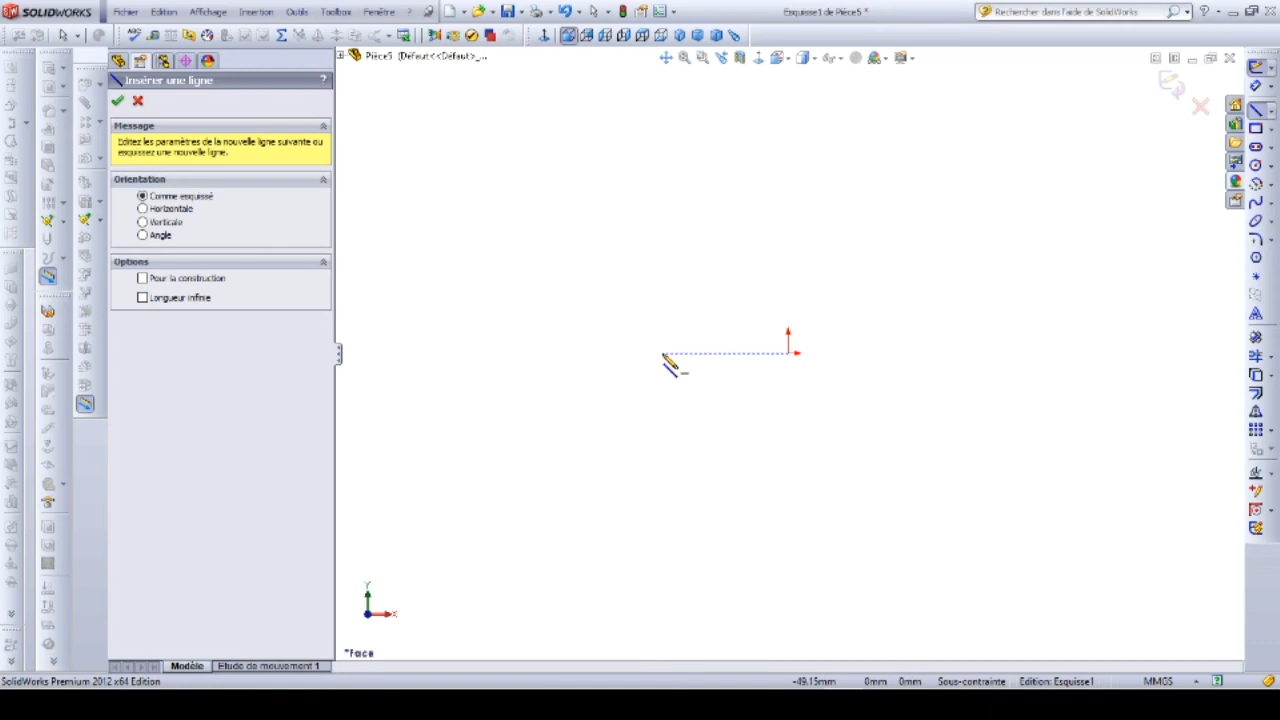 SOLIDWORKS Fichier Edition Affichage Insertion Outils Toolbox Fenêtre ? Esquisse1 de Pièce5 * Rechercher dans l'aide de SolidWorks
Pièce5 (Défaut<<Défaut>_...
Insérer une ligne ?
Message
Editez les paramètres de la nouvelle ligne suivante ou
esquissez une nouvelle ligne.
Orientation
Comme esquissé
Horizontale
Verticale
Angle
Options
Pour la construction
Longueur infinie
Y
X
*Face
Modèle Etude de mouvement 1
SolidWorks Premium 2012 x64 Edition -49.15mm 0mm 0mm Sous-contrainte Edition: Esquisse1 MMGS